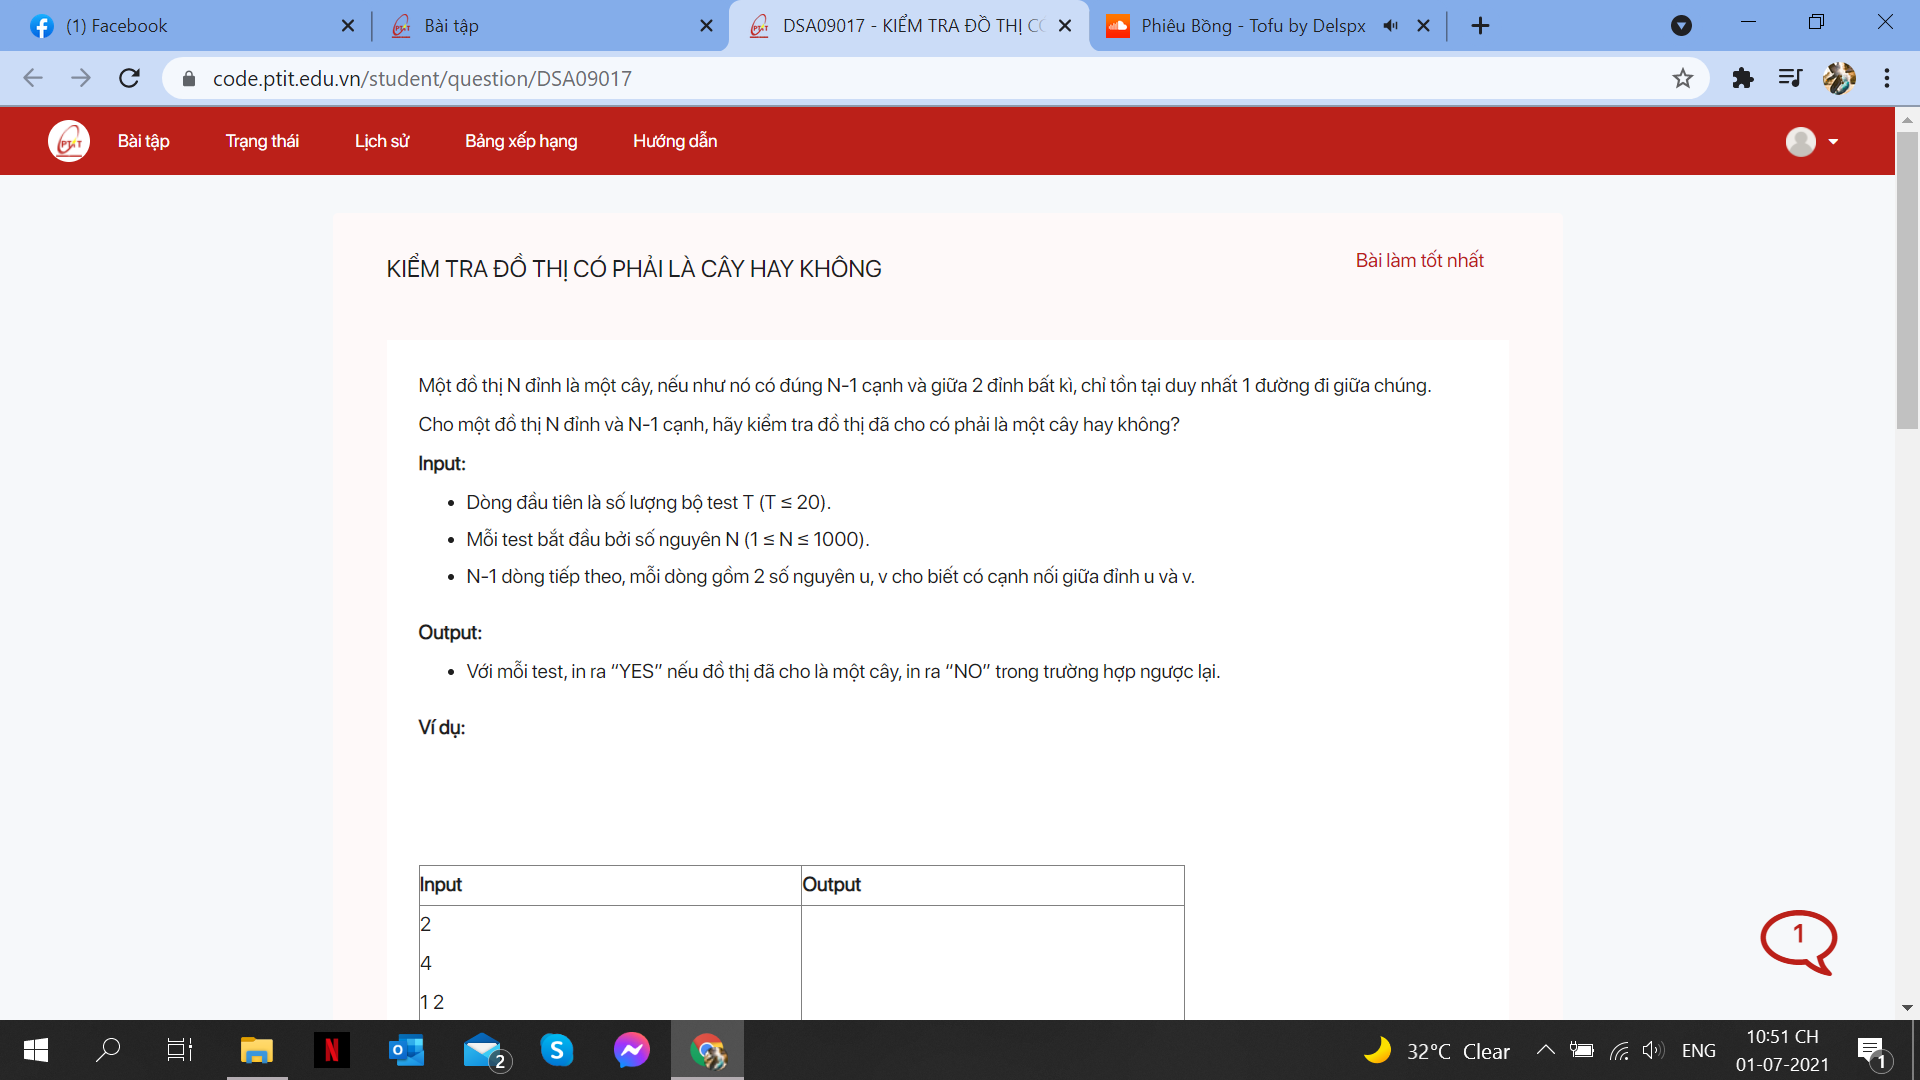 (1) Facebook
Bài tập
DSA09017 - KIỂM TRA ĐỒ THỊ CÓ
Phiêu Bồng - Tofu by Delspx
code.ptit.edu.vn/student/question/DSA09017
PTIT
Bài tập
Trạng thái
Lịch sử
Bảng xếp hạng
Hướng dẫn
KIỂM TRA ĐỒ THỊ CÓ PHẢI LÀ CÂY HAY KHÔNG
Bài làm tốt nhất
Một đồ thị N đỉnh là một cây, nếu như nó có đúng N-1 cạnh và giữa 2 đỉnh bất kì, chỉ tồn tại duy nhất 1 đường đi giữa chúng.
Cho một đồ thị N đỉnh và N-1 cạnh, hãy kiểm tra đồ thị đã cho có phải là một cây hay không?
Input:
• Dòng đầu tiên là số lượng bộ test T (T ≤ 20).
• Mỗi test bắt đầu bởi số nguyên N (1 ≤ N ≤ 1000).
• N-1 dòng tiếp theo, mỗi dòng gồm 2 số nguyên u, v cho biết có cạnh nối giữa đỉnh u và v.
Output:
• Với mỗi test, in ra “YES” nếu đồ thị đã cho là một cây, in ra “NO” trong trường hợp ngược lại.
Ví dụ:
Input
Output
2
4
1 2
1
N
2
S
32°C Clear
ENG
10:51 CH
01-07-2021
1